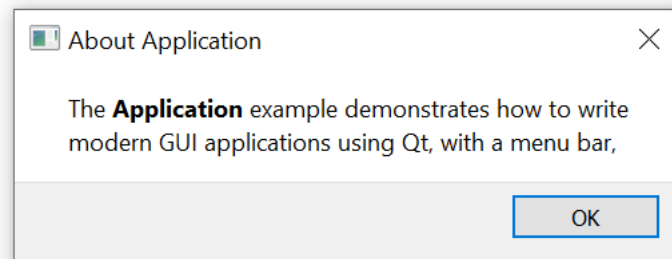 About Application
The Application example demonstrates how to write
modern GUI applications using Qt, with a menu bar,
OK